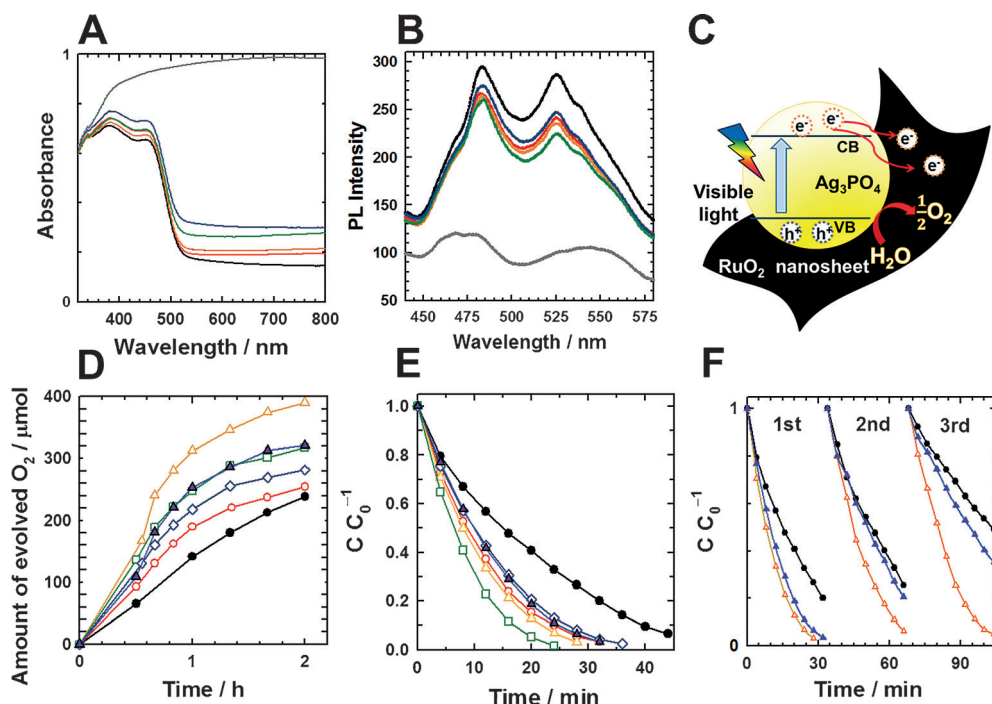 A
1
0
400 500 600 700 800
Absorbance
Wavelength / nm
B
300
250
200
150
100
50
450 475 500 525 550 575
PL Intensity
Wavelength / nm
C
e- e-
e-
e-
CB
Ag3PO4
Visible
light
VB
h+ h+
½O2
H2O
RuO2 nanosheet
D
400
300
200
100
0
0 1 2
Amount of evolved O2 / μmol
Time / h
E
1.0
0.8
0.6
0.4
0.2
0.0
0 10 20 30 40
C C0⁻¹
Time / min
F
1st 2nd 3rd
1
0
0 30 60 90
C C0⁻¹
Time / min